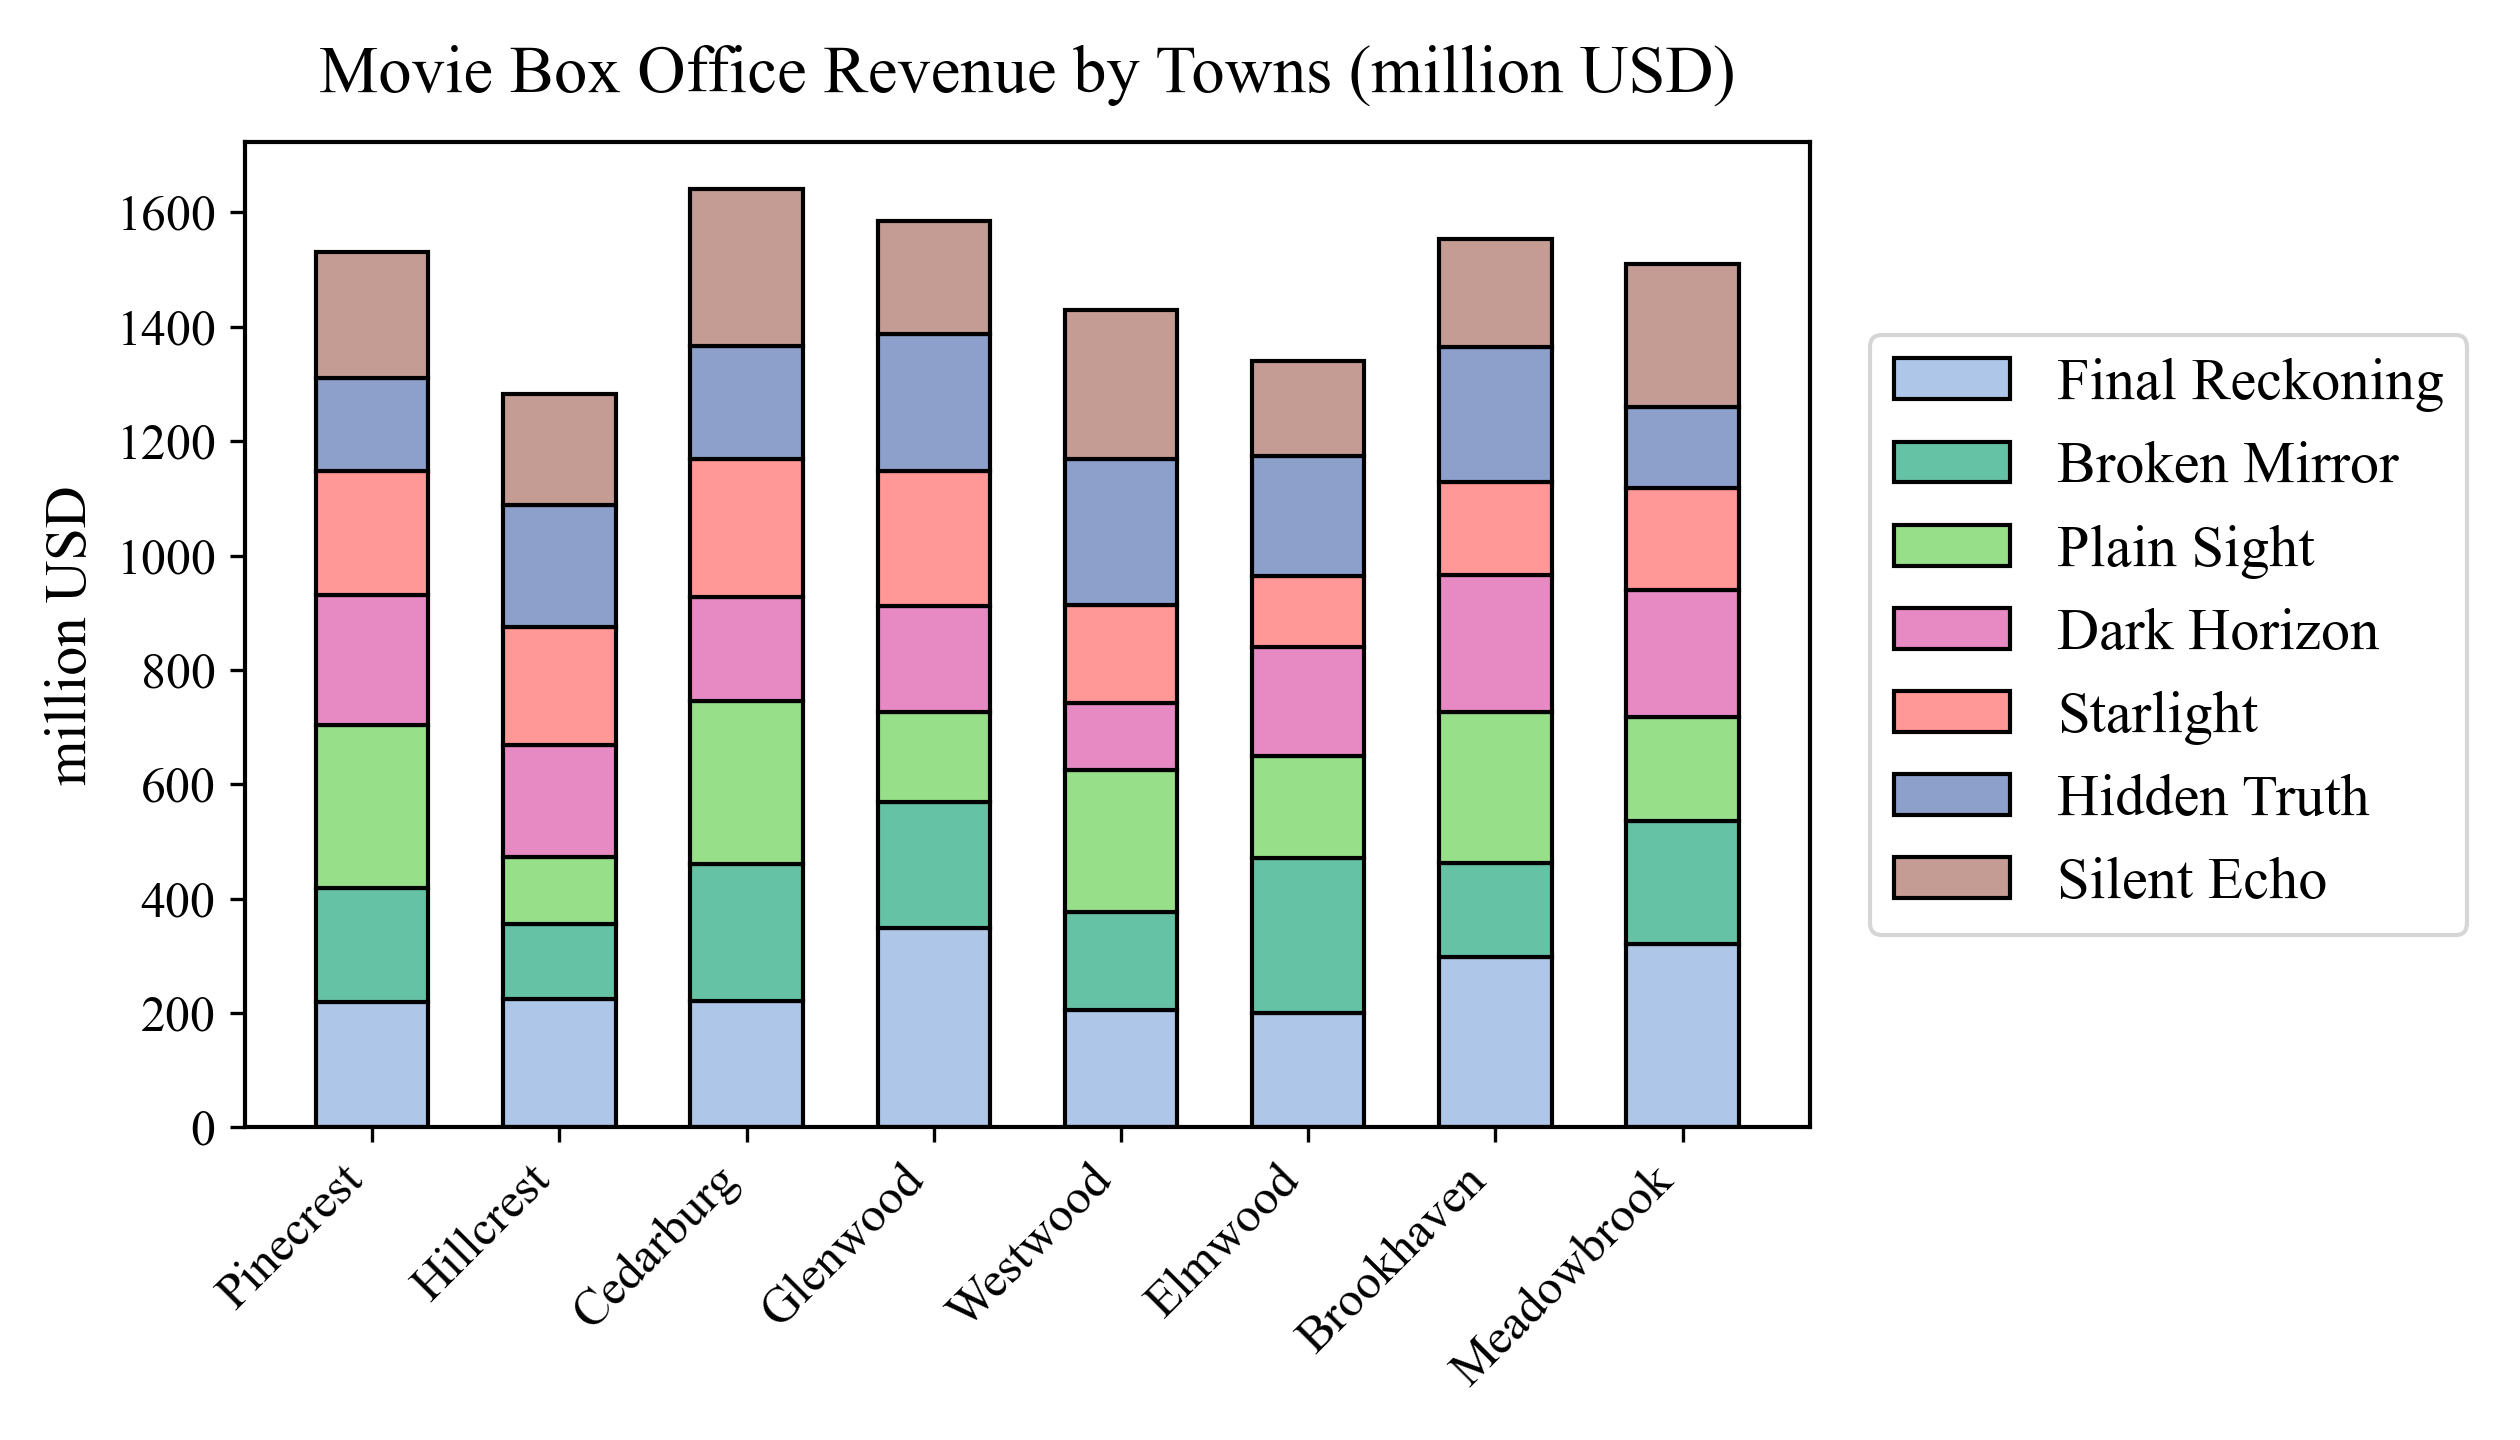 Movie Box Office Revenue by Towns (million USD)
million USD
1600
1400
1200
1000
800
600
400
200
0
Pinecrest
Hillcrest
Cedarburg
Glenwood
Westwood
Elmwood
Brookhaven
Meadowbrook
Final Reckoning
Broken Mirror
Plain Sight
Dark Horizon
Starlight
Hidden Truth
Silent Echo